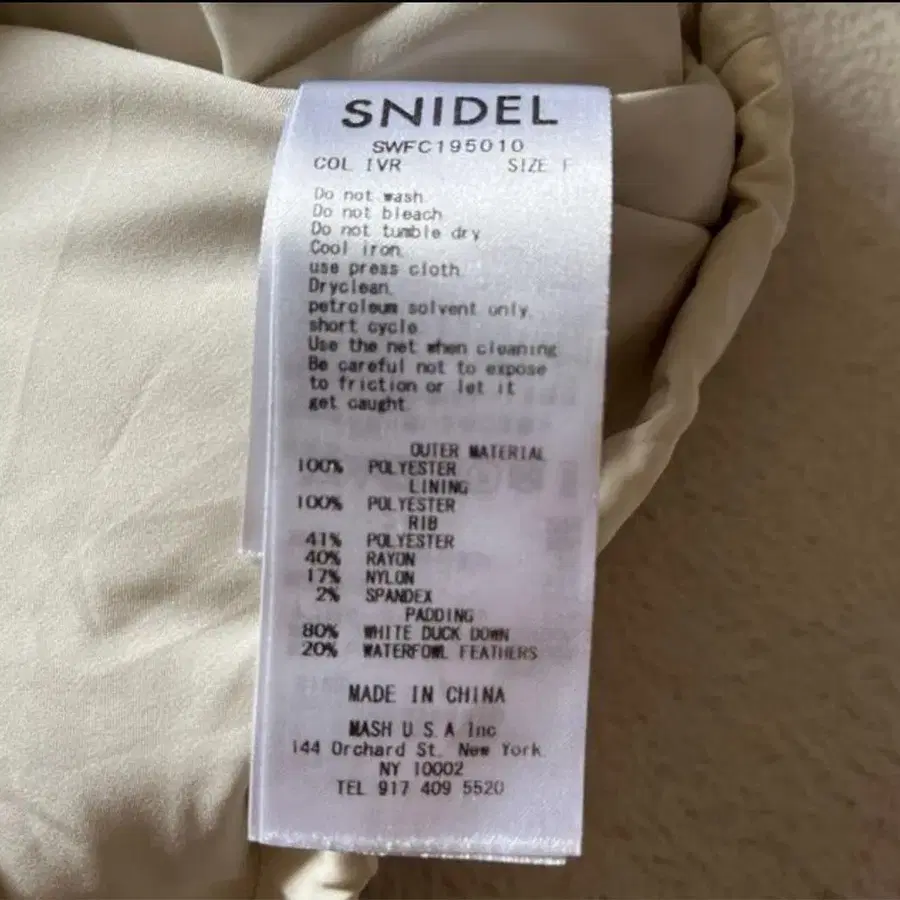 SNIDEL
SWFC195010
COL IVR SIZE F
Do not wash
Do not bleach
Do not tumble dry
Cool iron.
use press cloth.
Dryclean.
petroleum solvent only.
short cycle
Use the net when cleaning
Be careful not to expose
to friction or let it
get caught.
OUTER MATERIAL
100% POLYESTER
LINING
100% POLYESTER
RIB
41% POLYESTER
40% RAYON
17% NYLON
2% SPANDEX
PADDING
80% WHITE DUCK DOWN
20% WATERFOWL FEATHERS
MADE IN CHINA
MASH U.S.A Inc
144 Orchard St. New York
NY 10002
TEL 917 409 5520